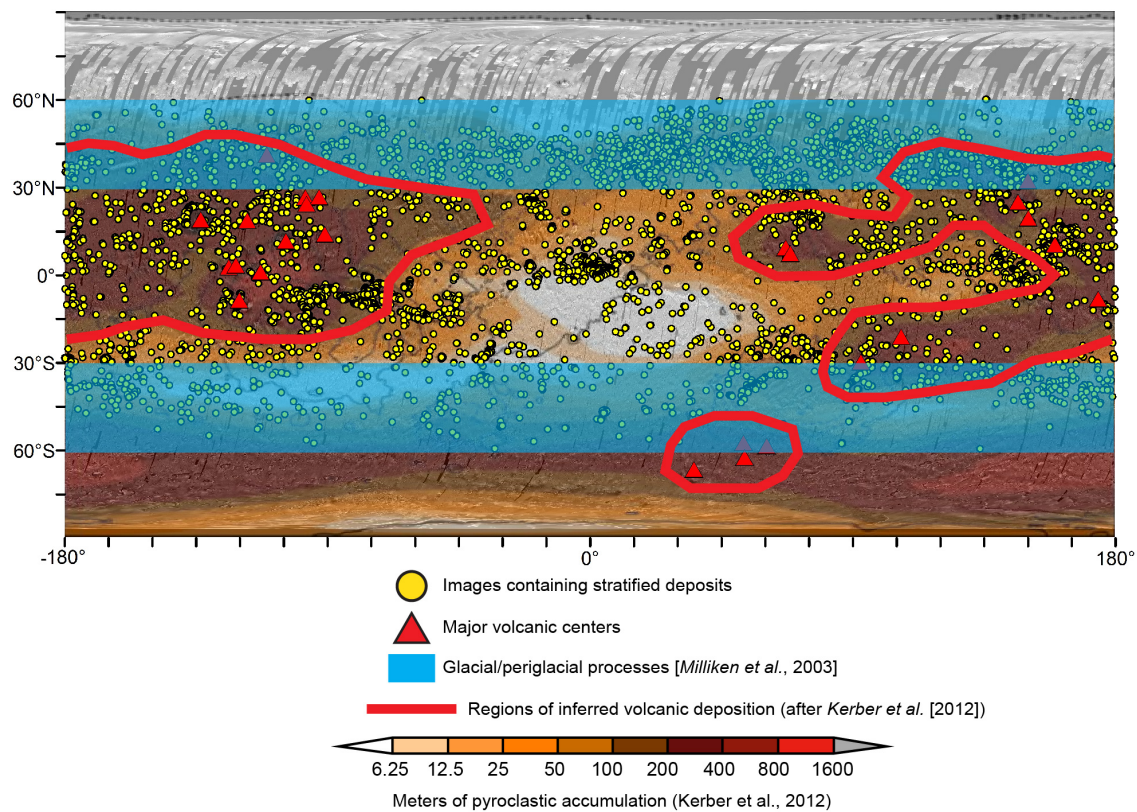 60°N
30°N
0°
30°S
60°S
-180°
0°
180°
Images containing stratified deposits
Major volcanic centers
Glacial/periglacial processes [Milliken et al., 2003]
Regions of inferred volcanic deposition (after Kerber et al. [2012])
6.25 12.5 25 50 100 200 400 800 1600
Meters of pyroclastic accumulation (Kerber et al., 2012)